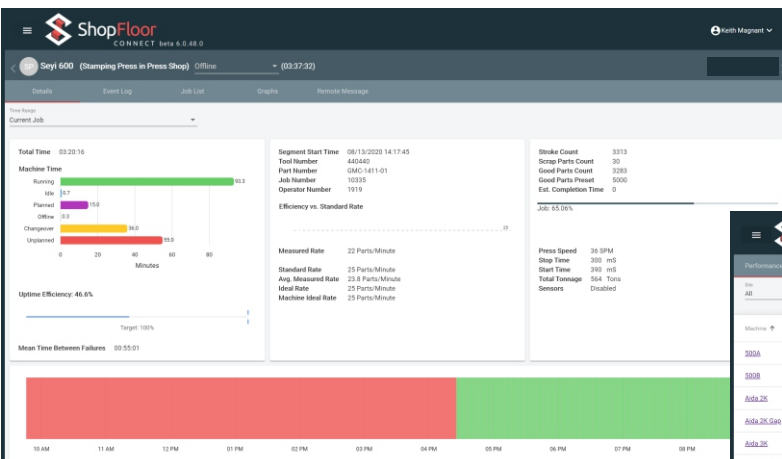 ShopFloor
CONNECT beta 6.0.48.0
Keith Magnant
SP Seyi 600 (Stamping Press in Press Shop) Offline (03:37:32)
Details Event Log Job List Graphs Remote Message
Time Range
Current Job
Total Time 03:20:16
Machine Time
Running 93.3
Idle 0.7
Planned 15.0
Offline 0.3
Changeover 36.0
Unplanned 55.0
0 20 40 60 80
Minutes
Uptime Efficiency: 46.6%
Target: 100%
Mean Time Between Failures 00:55:01
Segment Start Time 08/13/2020 14:17:45
Tool Number 440440
Part Number GMC-1411-01
Job Number 10335
Operator Number 1919
Efficiency vs. Standard Rate
25
Measured Rate 22 Parts/Minute
Standard Rate 25 Parts/Minute
Avg. Measured Rate 23.8 Parts/Minute
Ideal Rate 25 Parts/Minute
Machine Ideal Rate 25 Parts/Minute
Stroke Count 3313
Scrap Parts Count 30
Good Parts Count 3283
Good Parts Preset 5000
Est. Completion Time 0
Job: 65.06%
Press Speed 36 SPM
Stop Time 300 mS
Start Time 390 mS
Total Tonnage 564 Tons
Sensors Disabled
Performance
Site
All
Machine
500A
500B
Aida 2K
Aida 2K Gap
Aida 3K
10 AM 11 AM 12 PM 01 PM 02 PM 03 PM 04 PM 05 PM 06 PM 07 PM 08 PM